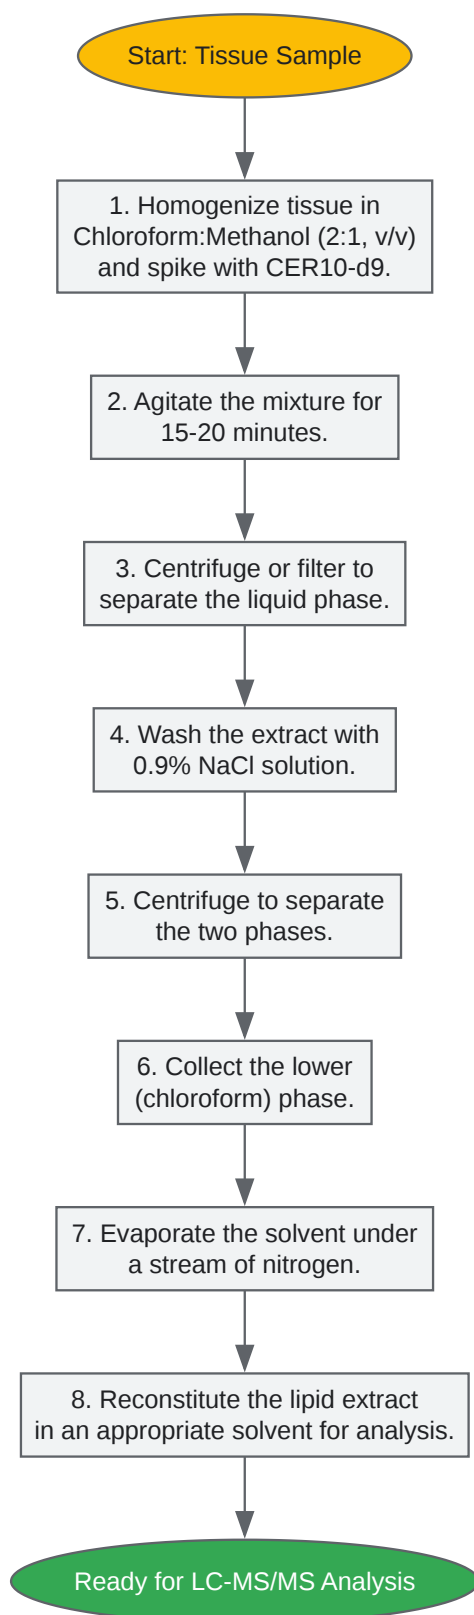 Start: Tissue Sample
1. Homogenize tissue in
Chloroform:Methanol (2:1, v/v)
and spike with CER10-d9.
2. Agitate the mixture for
15-20 minutes.
3. Centrifuge or filter to
separate the liquid phase.
4. Wash the extract with
0.9% NaCl solution.
5. Centrifuge to separate
the two phases.
6. Collect the lower
(chloroform) phase.
7. Evaporate the solvent under
a stream of nitrogen.
8. Reconstitute the lipid extract
in an appropriate solvent for analysis.
Ready for LC-MS/MS Analysis